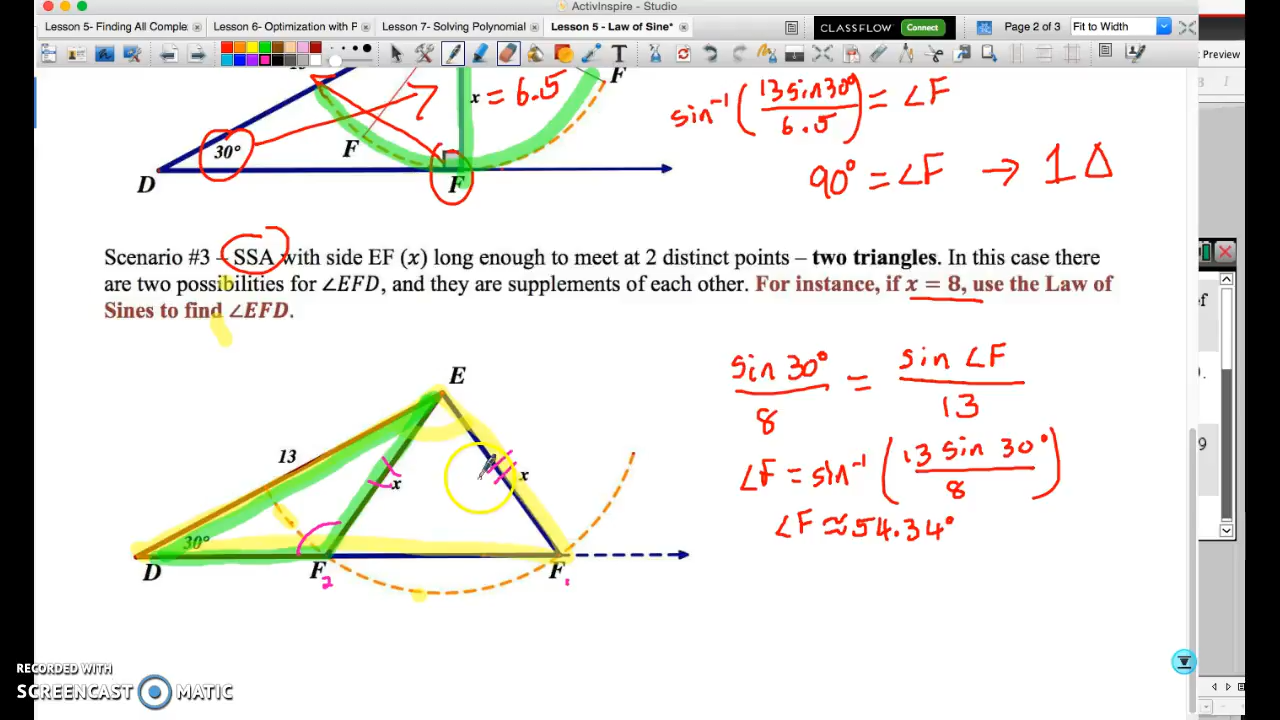 ActivInspire - Studio
Lesson 5- Finding All Comple
Lesson 6- Optimization with F
Lesson 7- Solving Polynomial
Lesson 5 - Law of Sine*
CLASSFLOW
Connect
Page 2 of 3
Fit to Width
Preview
x = 6.5
F
sin⁻¹ (13sin30° / 6.5) = ∠F
30°
F
D
F
90° = ∠F → 1 Δ
Scenario #3 – SSA with side EF (x) long enough to meet at 2 distinct points – two triangles. In this case there
are two possibilities for ∠EFD, and they are supplements of each other. For instance, if x = 8, use the Law of
Sines to find ∠EFD.
E
13
x
x
30°
D
F 2
F 1
sin 30° / 8 = sin ∠F / 13
∠F = sin⁻¹ (13 sin 30° / 8)
∠F ≈ 54.34°
RECORDED WITH
SCREENCAST MATIC